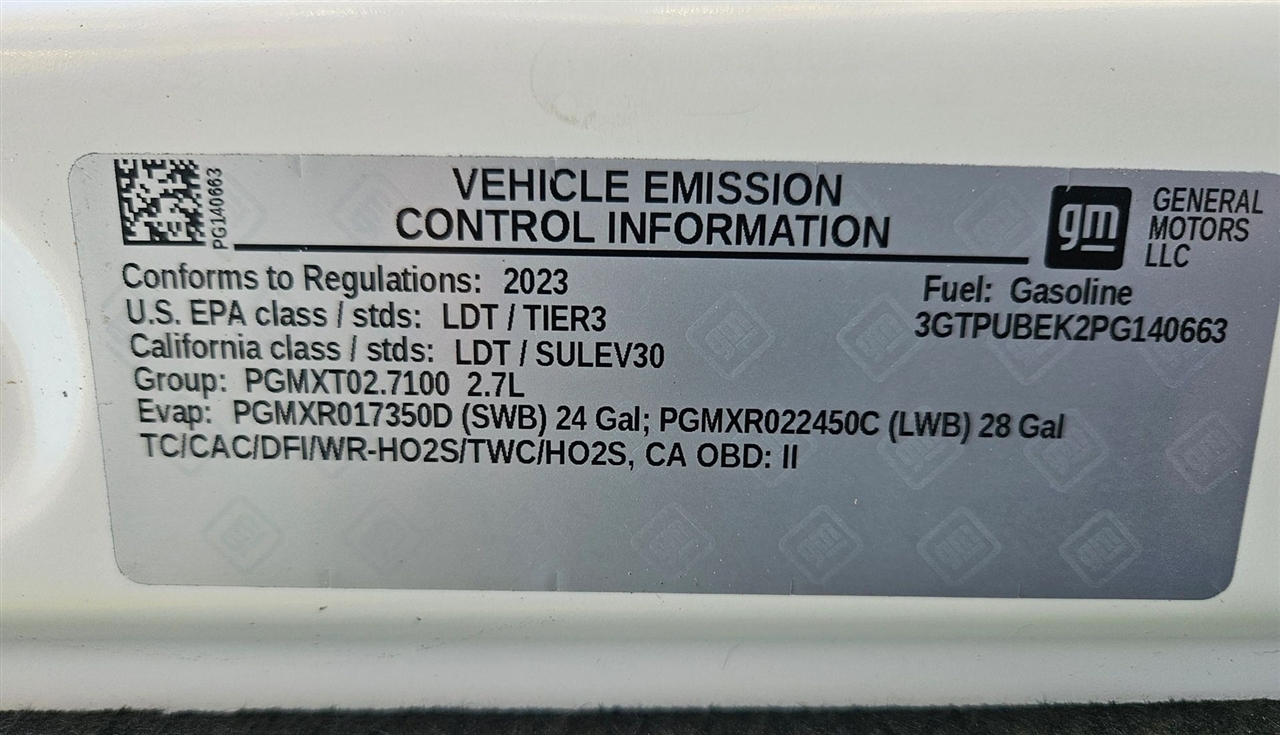 PG140663
VEHICLE EMISSION
CONTROL INFORMATION
gm
GENERAL
MOTORS
LLC
Conforms to Regulations: 2023
Fuel: Gasoline
U.S. EPA class / stds: LDT / TIER3
3GTPUBEK2PG140663
California class / stds: LDT / SULEV30
Group: PGMXT02.7100 2.7L
Evap: PGMXR017350D (SWB) 24 Gal; PGMXR022450C (LWB) 28 Gal
TC/CAC/DFI/WR-HO2S/TWC/HO2S, CA OBD: II